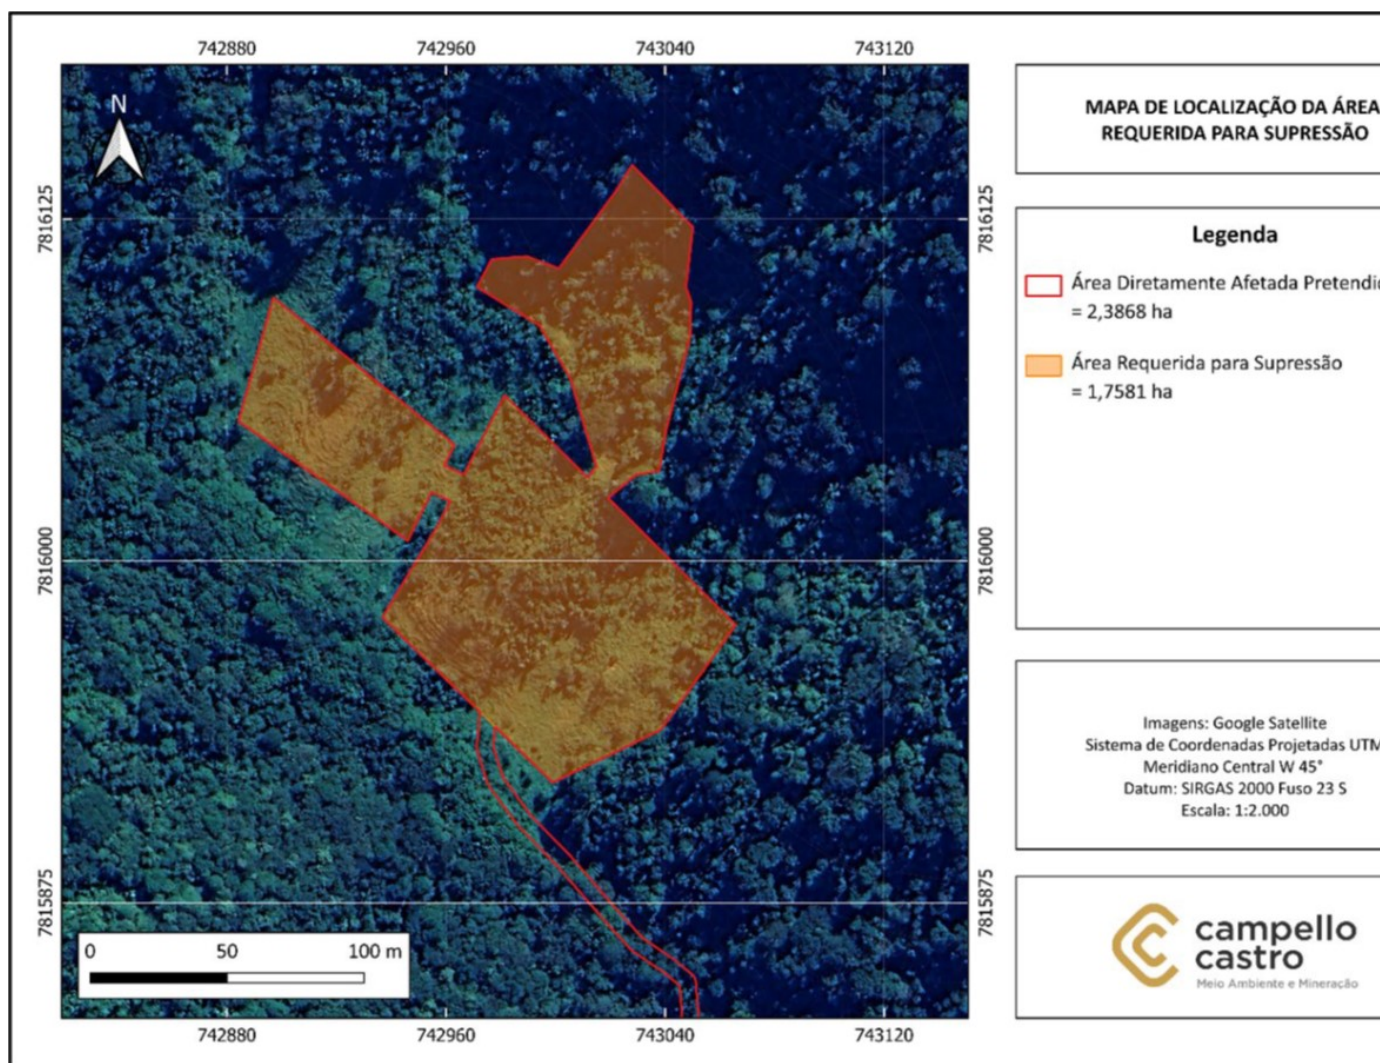 742880 742960 743040 743120
N
7816125 7816125
7816000 7816000
7815875 7815875
0 50 100 m
742880 742960 743040 743120
MAPA DE LOCALIZAÇÃO DA ÁREA
REQUERIDA PARA SUPRESSÃO
Legenda
Área Diretamente Afetada
= 2,3868 ha
Área Requerida para Supressão
= 1,7581 ha
Imagens: Google Satellite
Sistema de Coordenadas Projetadas UTM
Meridiano Central W 45°
Datum: SIRGAS 2000 Fuso 23 S
Escala: 1:2.000
campello
castro
Meio Ambiente e Mineração